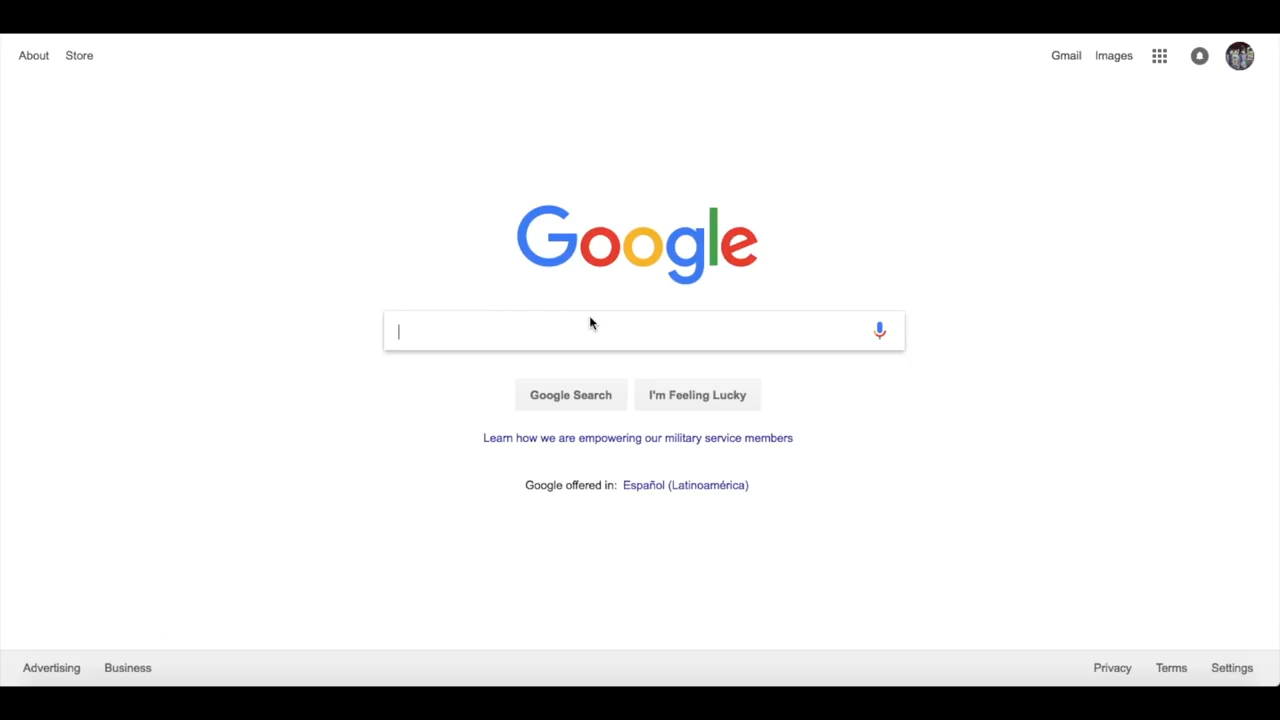 About Store Gmail Images
Google
Google Search I'm Feeling Lucky
Learn how we are empowering our military service members
Google offered in: Español (Latinoamérica)
Advertising Business Privacy Terms Settings